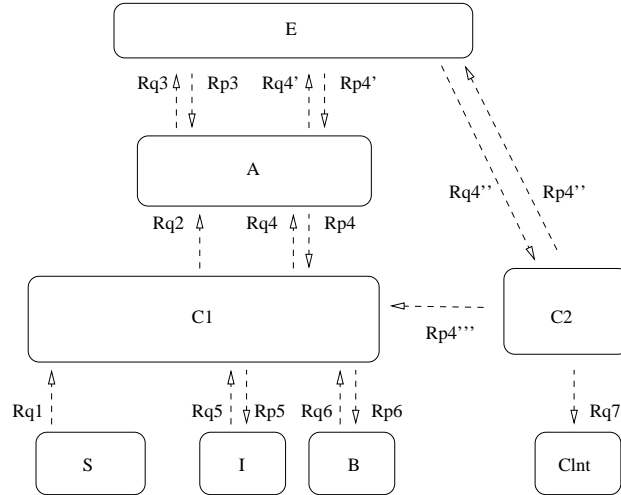 E
Rq3 Rp3 Rq4' Rp4'
A
Rq4’’ Rp4’’
Rq2 Rq4 Rp4
C1
C2
Rp4’’’
Rq1 Rq5 Rp5 Rq6 Rp6 Rq7
S I B Clnt